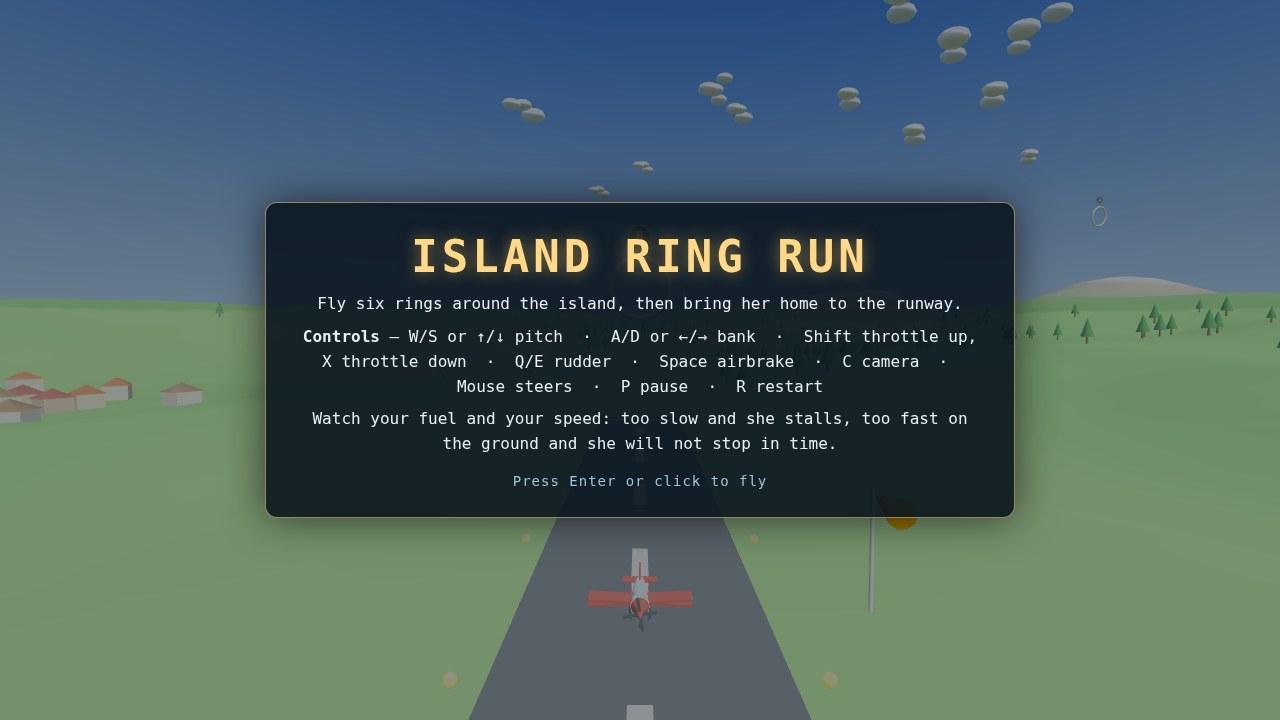 ISLAND RING RUN
Fly six rings around the island, then bring her home to the runway.
Controls — W/S or ↑/↓ pitch · A/D or ←/→ bank · Shift throttle up,
X throttle down · Q/E rudder · Space airbrake · C camera ·
Mouse steers · P pause · R restart
Watch your fuel and your speed: too slow and she stalls, too fast on
the ground and she will not stop in time.
Press Enter or click to fly